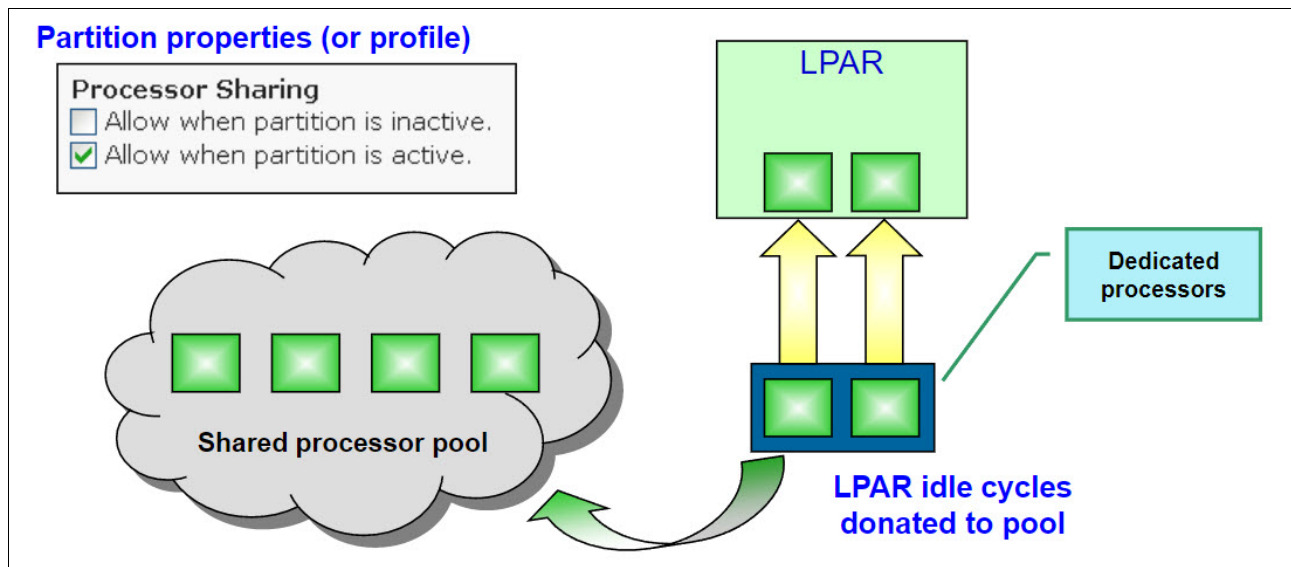 Partition properties (or profile)
Processor Sharing
Allow when partition is inactive.
Allow when partition is active.
LPAR
Dedicated
processors
Shared processor pool
LPAR idle cycles
donated to pool